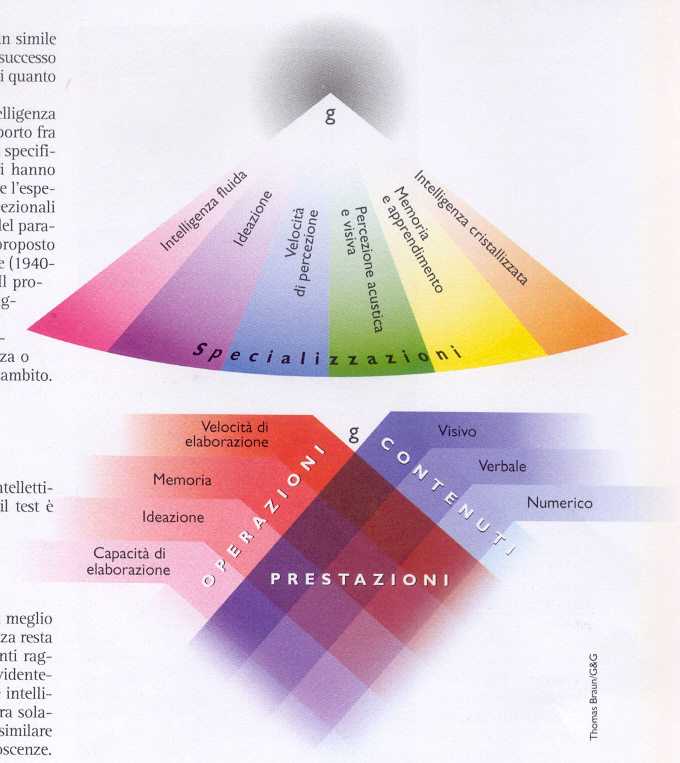 n simile
successo
i quanto
elligenza
porto fra
specifi-
i hanno
e l'espe-
cezionali
del para-
proposto
e (1940-
Il pro-
g-
-
za o
ambito.
ntelletti-
il test è
meglio
za resta
nti rag-
vidente-
e intelli-
ra sola-
similare
oscenze.
g
Intelligenza fluida
Ideazione
Velocità
di percezione
Percezione acustica
e visiva
Memoria
e apprendimento
Intelligenza cristallizzata
Specializzazioni
g
Velocità di
elaborazione
Memoria
Ideazione
Capacità di
elaborazione
OPERAZIONI
CONTENUTI
Visivo
Verbale
Numerico
PRESTAZIONI
Thomas Braun/G&G